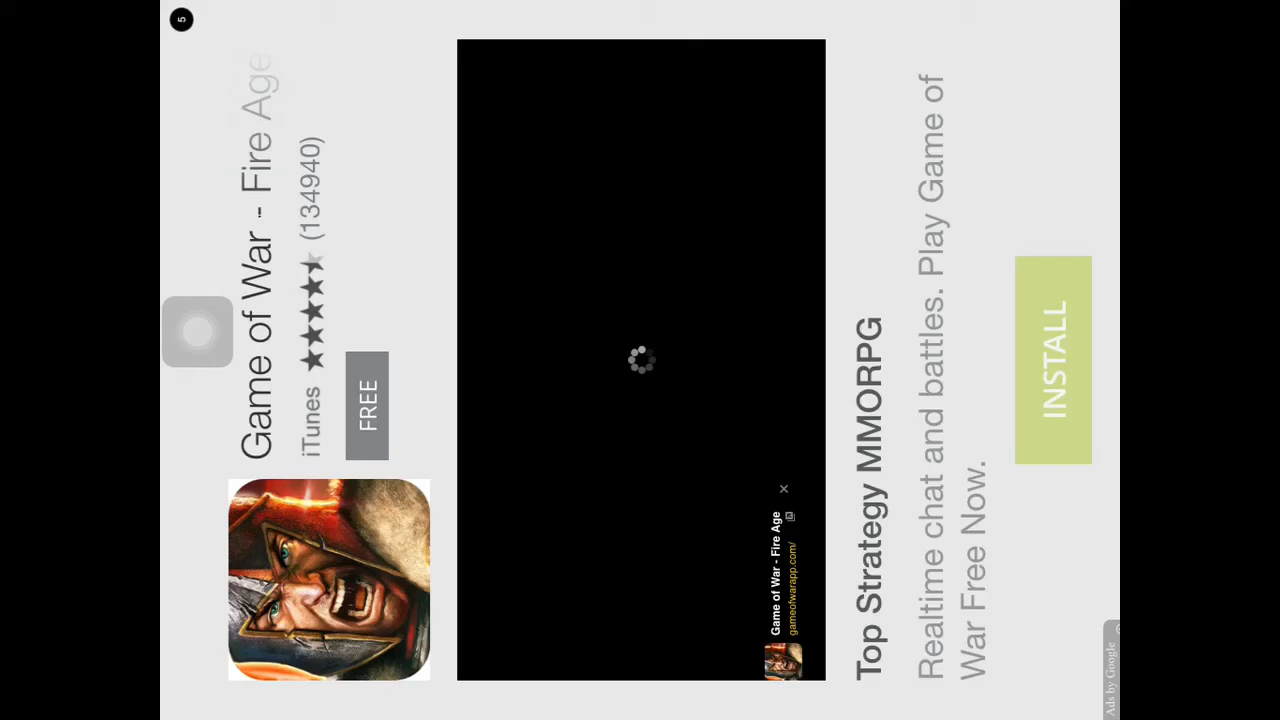 5
Game of War - Fire Age
iTunes ★★★★★ (134940)
FREE
Game of War - Fire Age
gameofwarapp.com/
Top Strategy MMORPG
Realtime chat and battles. Play Game of
War Free Now.
INSTALL
Ads by Google